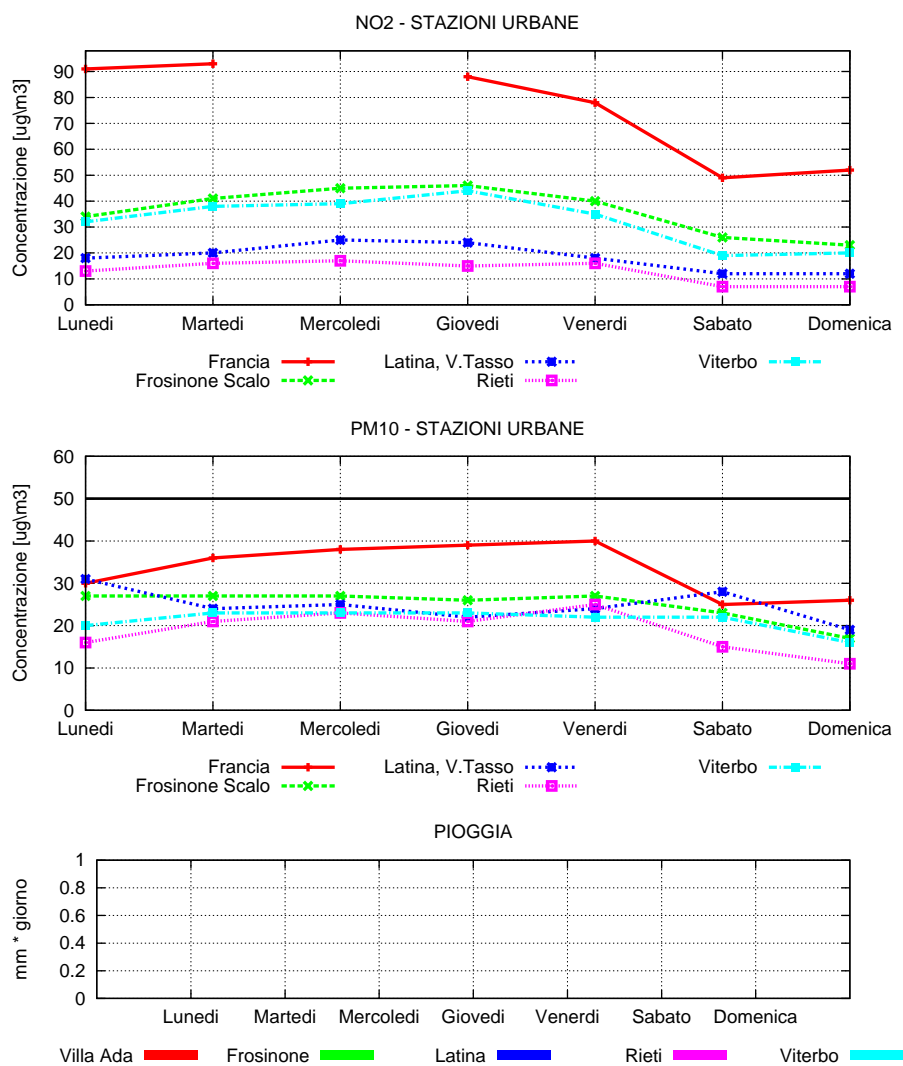 NO2 - STAZIONI URBANE
Concentrazione [ug\m3]
90
80
70
60
50
40
30
20
10
0
Lunedi Martedi Mercoledi Giovedi Venerdi Sabato Domenica
Francia Latina, V.Tasso Viterbo
Frosinone Scalo Rieti
PM10 - STAZIONI URBANE
Concentrazione [ug\m3]
60
50
40
30
20
10
0
Lunedi Martedi Mercoledi Giovedi Venerdi Sabato Domenica
Francia Latina, V.Tasso Viterbo
Frosinone Scalo Rieti
PIOGGIA
mm * giorno
1
0.8
0.6
0.4
0.2
0
Lunedi Martedi Mercoledi Giovedi Venerdi Sabato Domenica
Villa Ada Frosinone Latina Rieti Viterbo